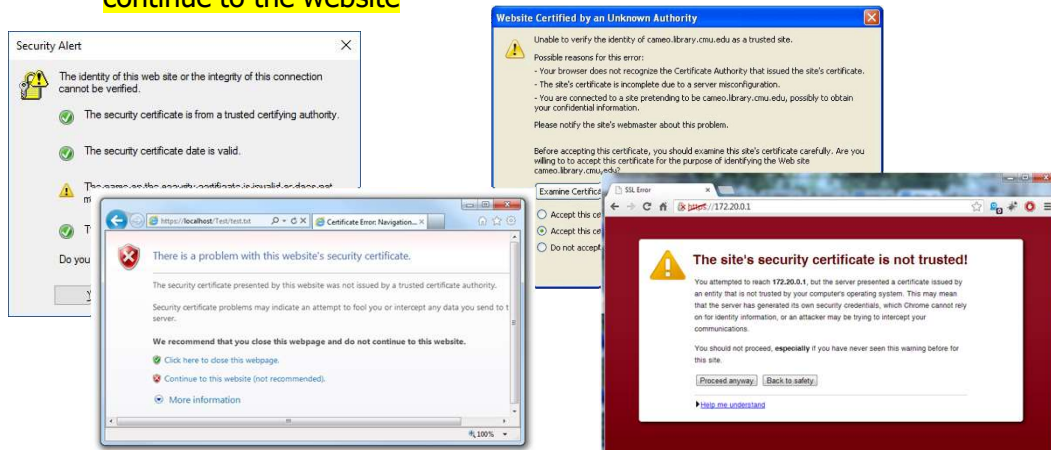 continue to the website
Security Alert
The identity of this web site or the integrity of this connection
cannot be verified.
The security certificate is from a trusted certifying authority.
The security certificate date is valid.
The name on the security certificate is invalid or does not
Do you
Website Certified by an Unknown Authority
Unable to verify the identity of cameo.library.cmu.edu as a trusted site.
Possible reasons for this error:
- Your browser does not recognize the Certificate Authority that issued the site's certificate.
- The site's certificate is incomplete due to a server misconfiguration.
- You are connected to a site pretending to be cameo.library.cmu.edu, possibly to obtain
your confidential information.
Please notify the site's webmaster about this problem.
Before accepting this certificate, you should examine this site's certificate carefully. Are you
willing to to accept this certificate for the purpose of identifying the Web site
cameo.library.cmu.edu?
Examine Certifica
Accept this ce
Accept this ce
Do not accept
https://localhost/Test/test.txt
Certificate Error: Navigation...
There is a problem with this website's security certificate.
The security certificate presented by this website was not issued by a trusted certificate authority.
Security certificate problems may indicate an attempt to fool you or intercept any data you send to t
server.
We recommend that you close this webpage and do not continue to this website.
Click here to close this webpage.
Continue to this website (not recommended).
More information
100%
SSL Error
https://172.20.0.1
The site's security certificate is not trusted!
You attempted to reach 172.20.0.1, but the server presented a certificate issued by
an entity that is not trusted by your computer's operating system. This may mean
that the server has generated its own security credentials, which Chrome cannot rely
on for identity information, or an attacker may be trying to intercept your
communications.
You should not proceed, especially if you have never seen this warning before for
this site.
Proceed anyway
Back to safety
Help me understand